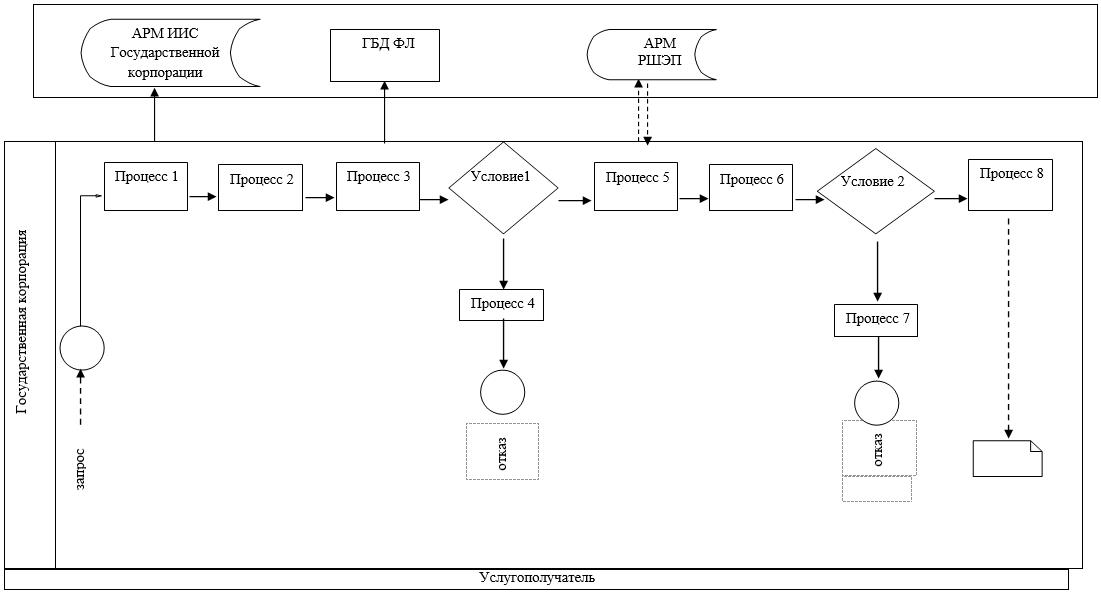 АРМ ИИС
Государственной
корпорации
ГБД ФЛ
АРМ
РШЭП
Государственная корпорация
Процесс 1
Процесс 2
Процесс 3
Условие1
Процесс 5
Процесс 6
Условие 2
Процесс 8
Процесс 4
Процесс 7
запрос
отказ
отказ
Услугополучатель